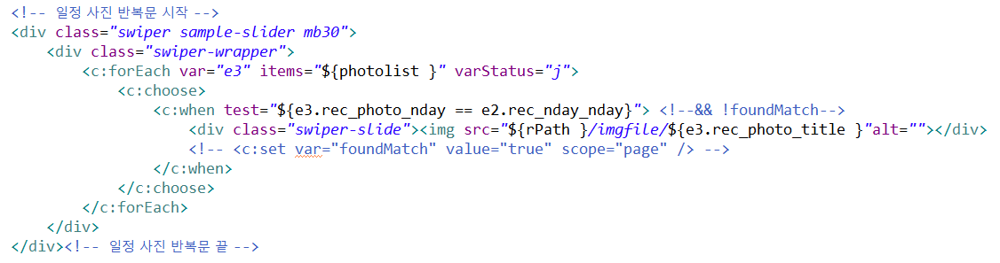 <!-- 일정 사진 반복문 시작 -->
<div class="swiper sample-slider mb30">
    <div class="swiper-wrapper">
        <c:forEach var="e3" items="${photolist }" varStatus="j">
            <c:choose>
                <c:when test="${e3.rec_photo_nday == e2.rec_nday_nday}"> <!--&& !foundMatch-->
                    <div class="swiper-slide"><img src="${rPath }/imgfile/${e3.rec_photo_title }"alt=""></div>
                    <!-- <c:set var="foundMatch" value="true" scope="page" /> -->
                </c:when>
            </c:choose>
        </c:forEach>
    </div>
</div><!-- 일정 사진 반복문 끝 -->